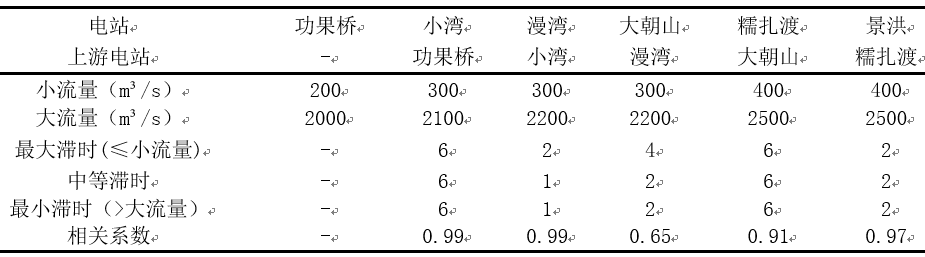 电站 功果桥 小湾 漫湾 大朝山 糯扎渡 景洪
上游电站 - 功果桥 小湾 漫湾 大朝山 糯扎渡
小流量（m³/s） 200 300 300 300 400 400
大流量（m³/s） 2000 2100 2200 2200 2500 2500
最大滞时(≤小流量) - 6 2 4 6 2
中等滞时 - 6 1 2 6 2
最小滞时（>大流量） - 6 1 2 6 2
相关系数 - 0.99 0.99 0.65 0.91 0.97